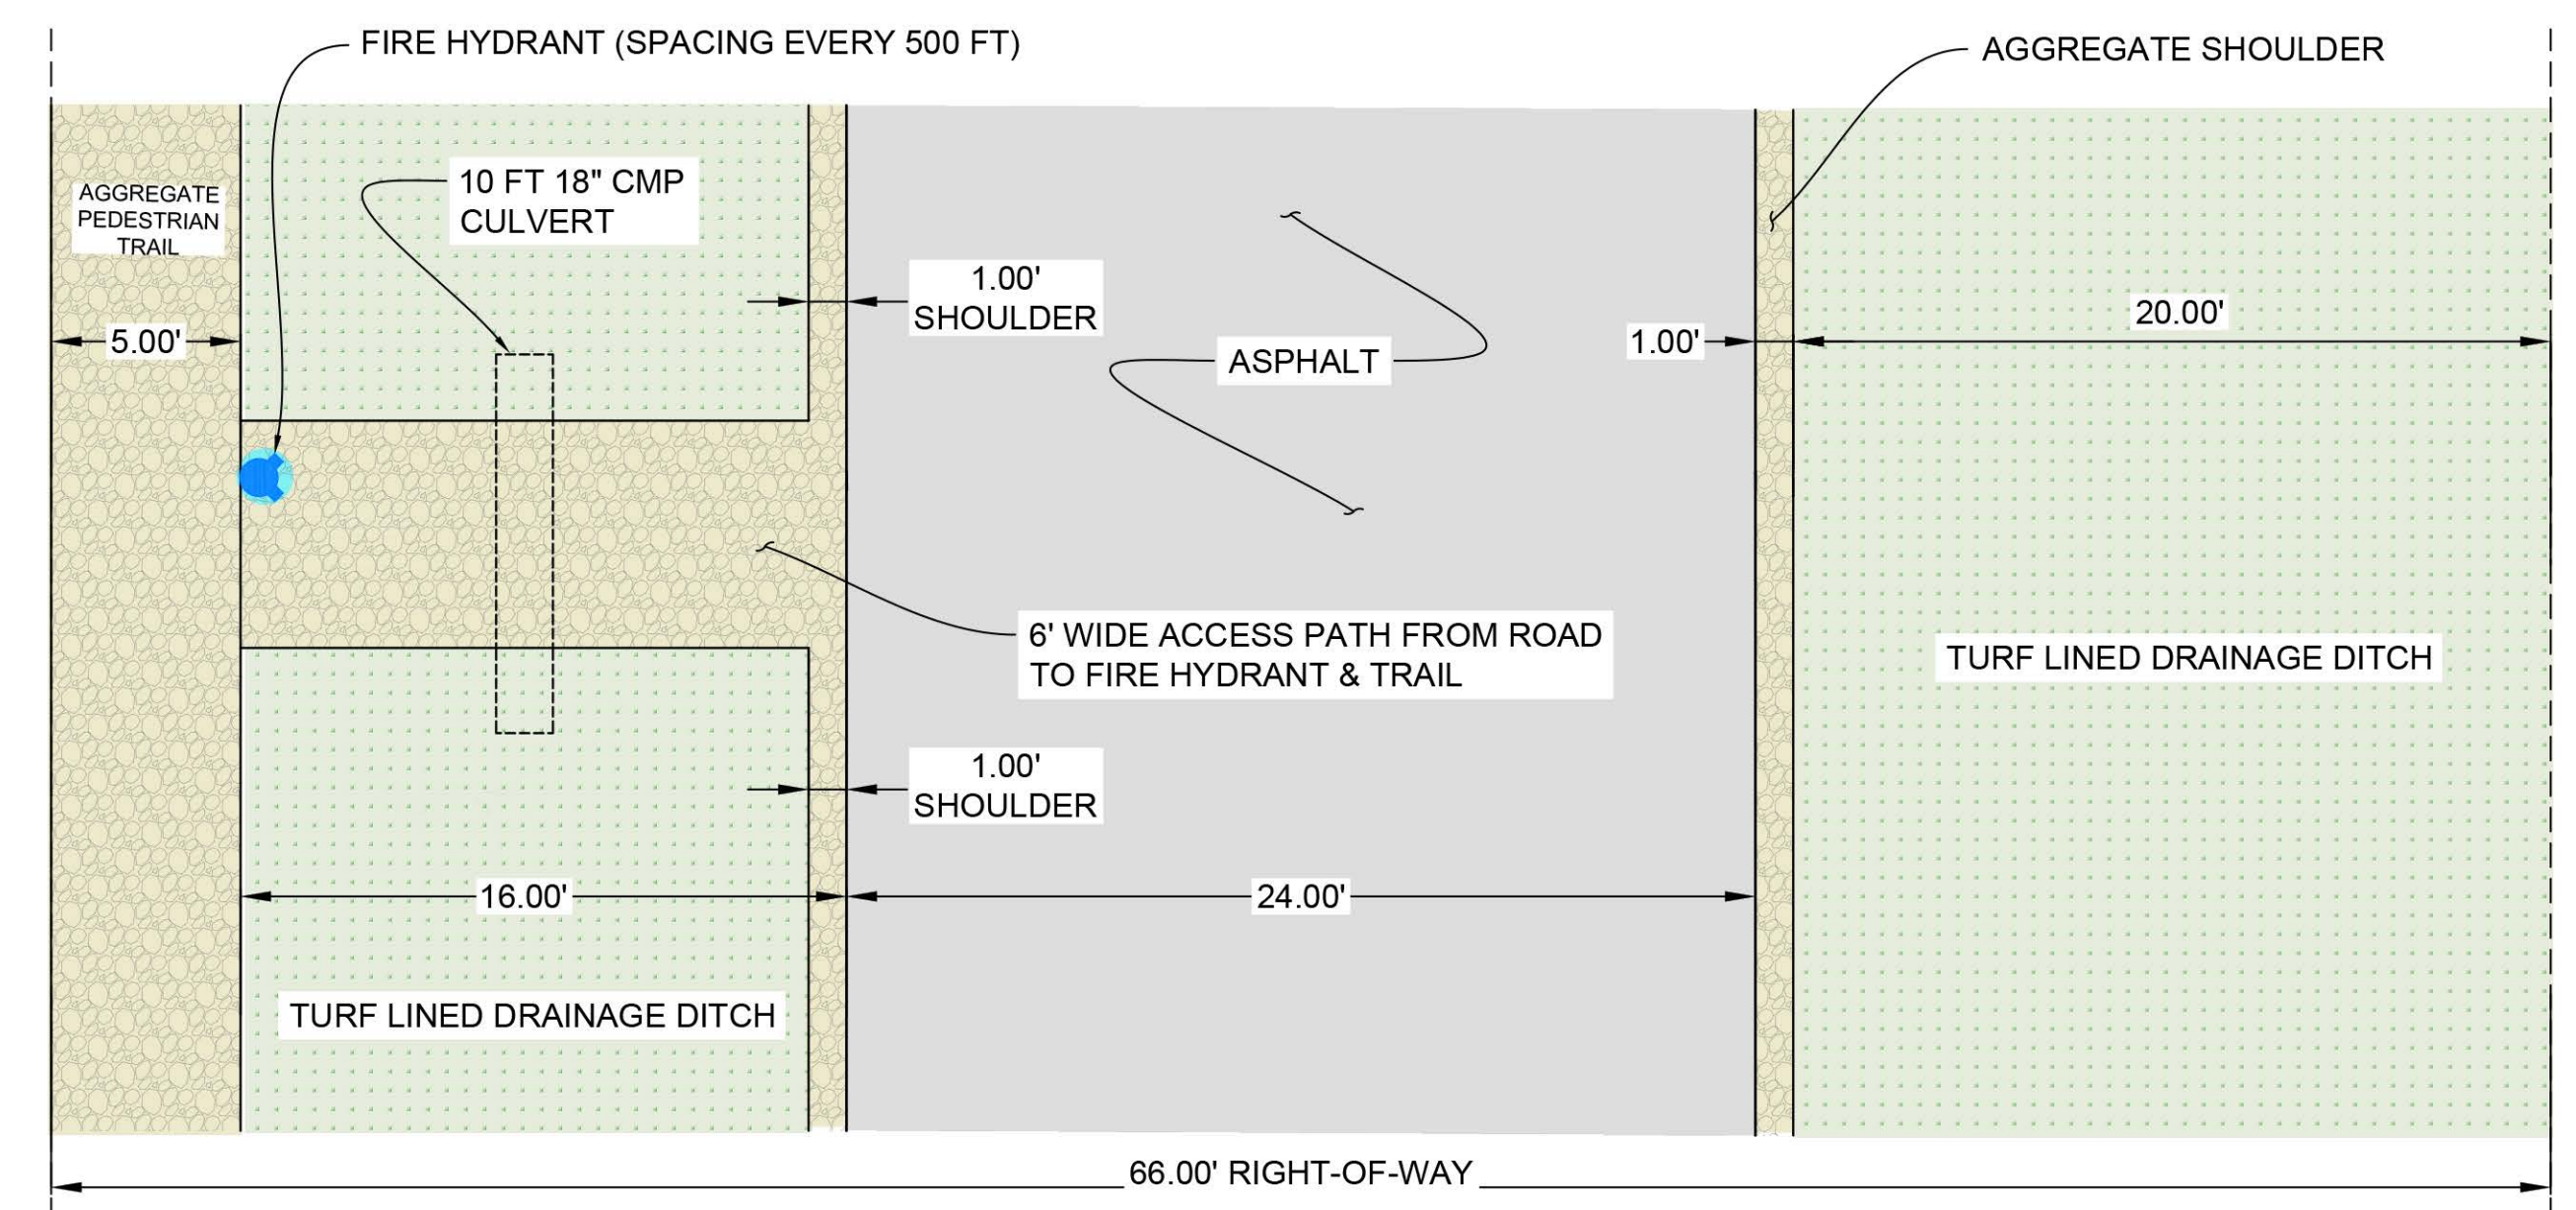 FIRE HYDRANT (SPACING EVERY 500 FT)
AGGREGATE SHOULDER
AGGREGATE
PEDESTRIAN
TRAIL
10 FT 18" CMP
CULVERT
1.00'
SHOULDER
5.00'
ASPHALT
1.00'
20.00'
6' WIDE ACCESS PATH FROM ROAD
TO FIRE HYDRANT & TRAIL
TURF LINED DRAINAGE DITCH
1.00'
SHOULDER
16.00'
24.00'
TURF LINED DRAINAGE DITCH
66.00' RIGHT-OF-WAY